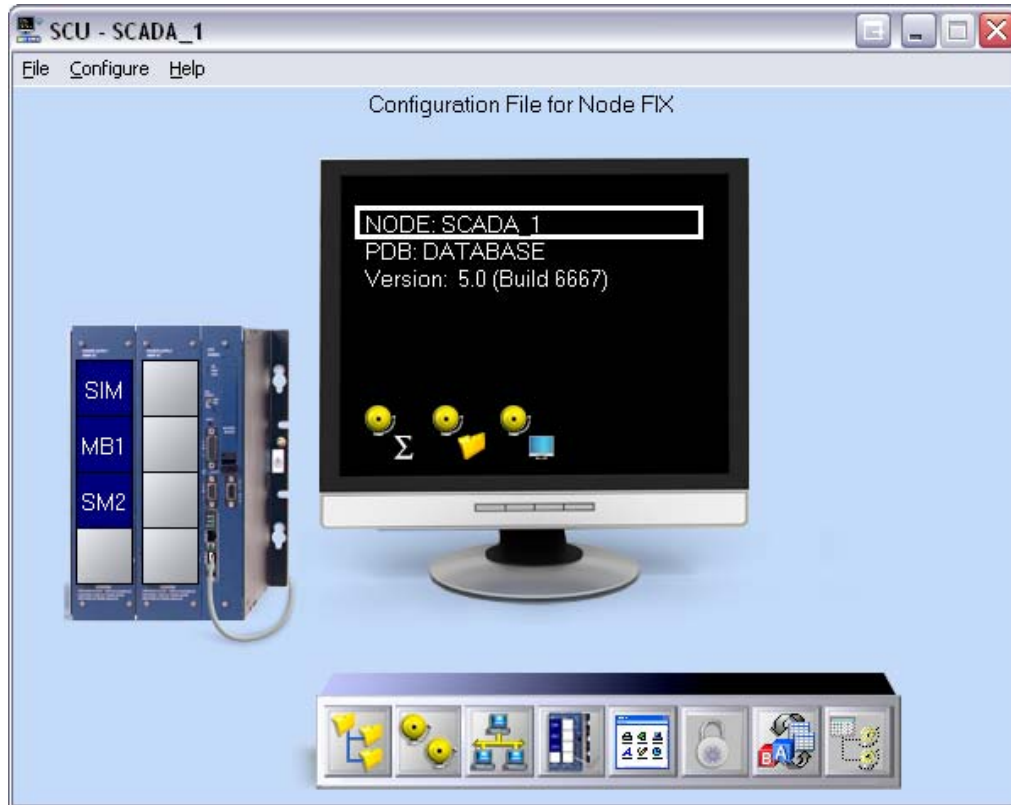 SCU - SCADA_1
File Configure Help
Configuration File for Node FIX
NODE: SCADA_1
PDB: DATABASE
Version: 5.0 (Build 6667)
SIM
MB1
SM2
Σ